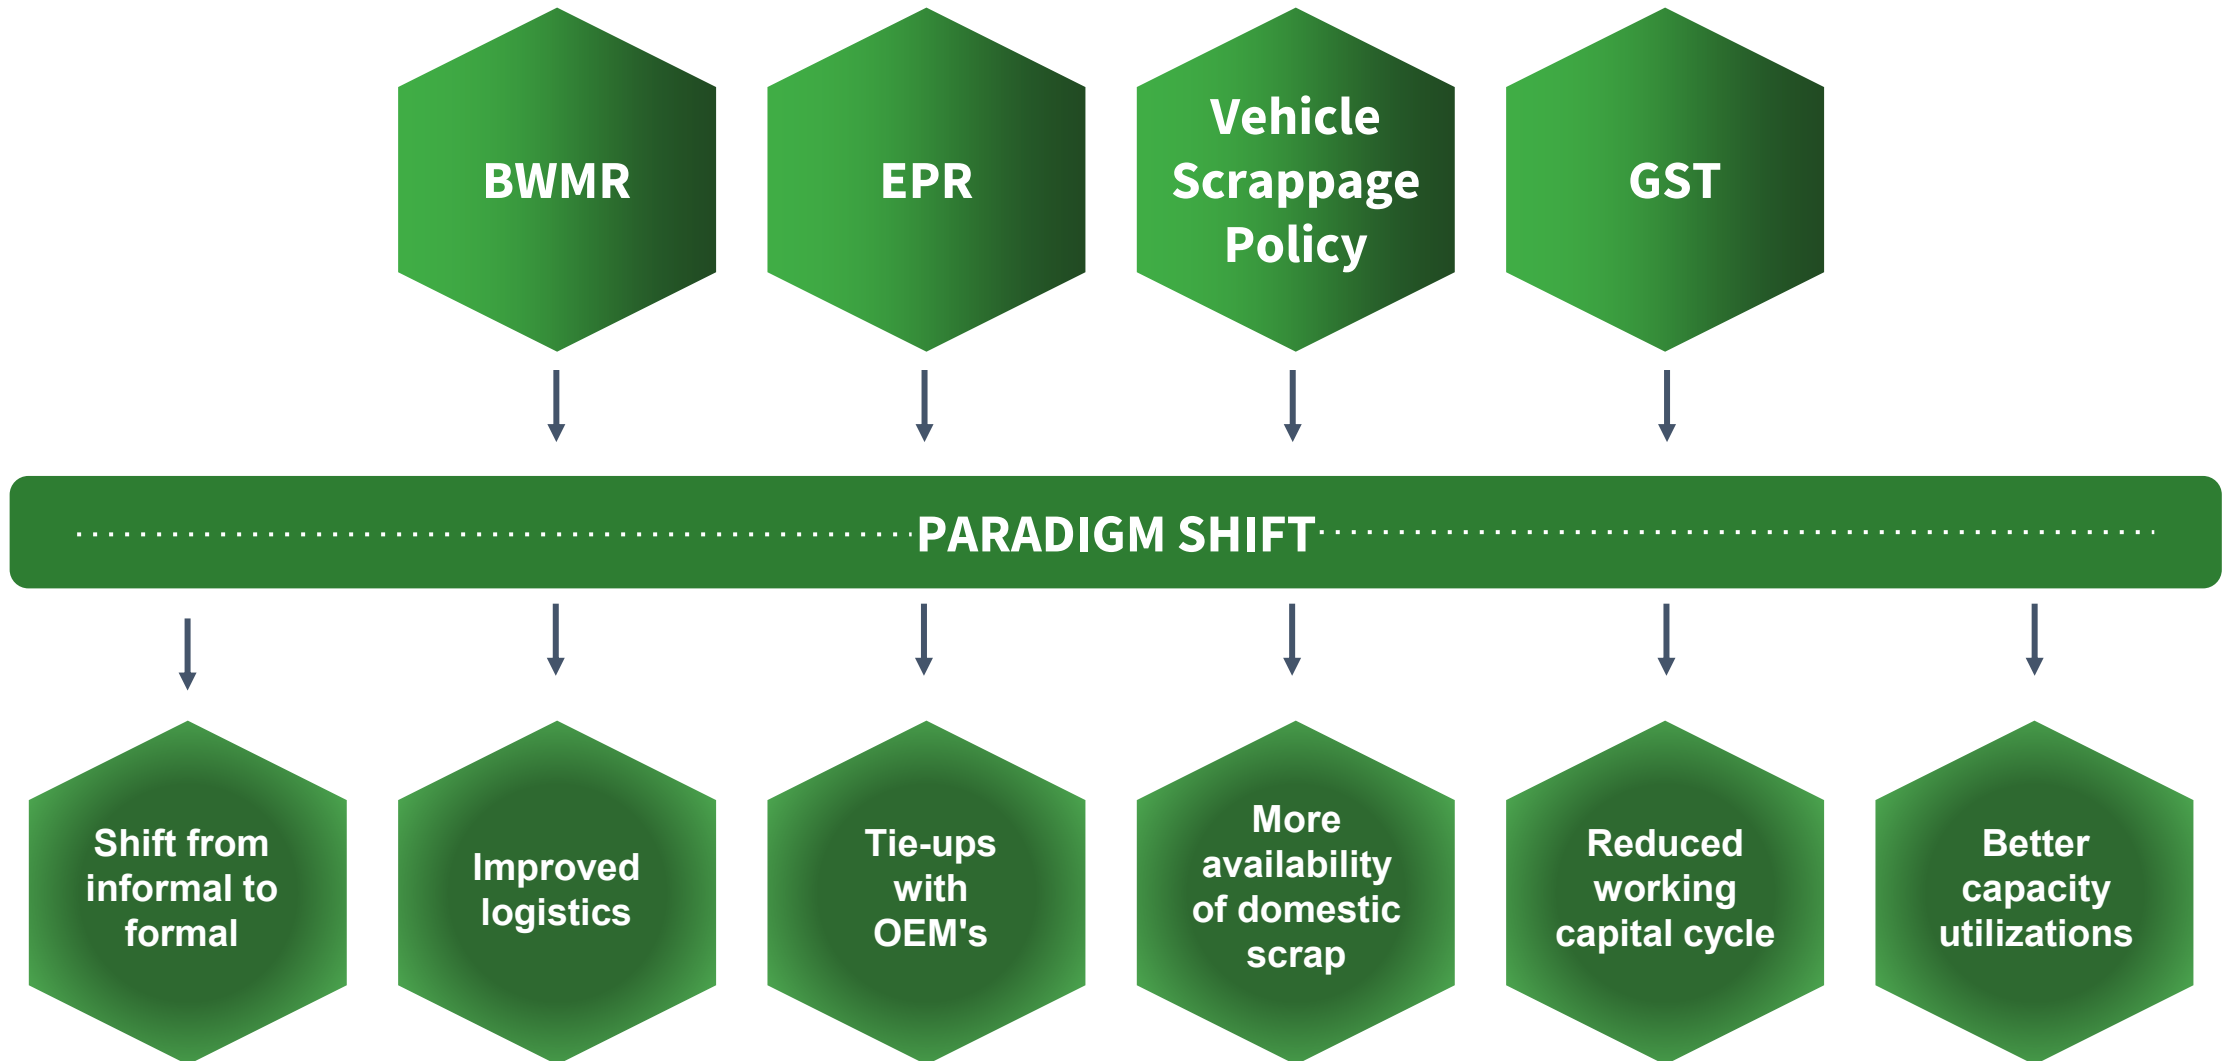 BWMR
EPR
Vehicle
Scrappage
Policy
GST
PARADIGM SHIFT
Shift from
informal to
formal
Improved
logistics
Tie-ups
with
OEM's
More
availability
of domestic
scrap
Reduced
working
capital cycle
Better
capacity
utilizations